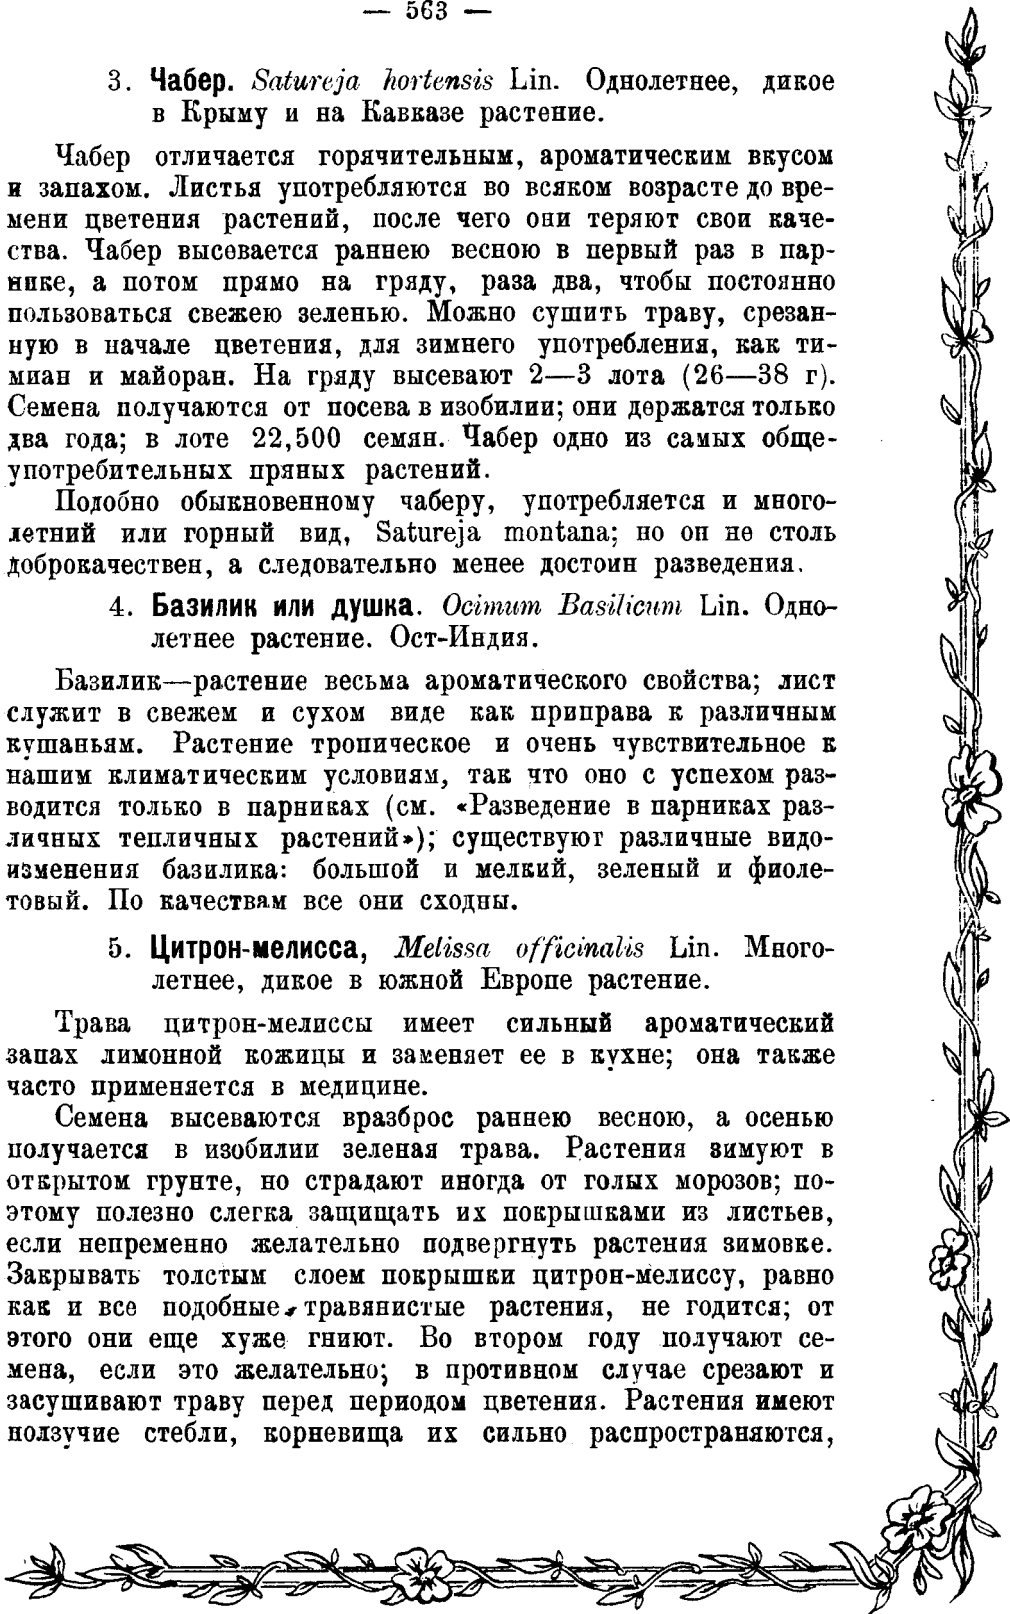 — 563 —
3. Чабер. Satureja hortensis Lin. Однолетнее, дикое
в Крыму и на Кавказе растение.
Чабер отличается горячительным, ароматическим вкусом
и запахом. Листья употребляются во всяком возрасте до вре-
мени цветения растений, после чего они теряют свои каче-
ства. Чабер высевается раннею весною в первый раз в пар-
нике, а потом прямо на гряду, раза два, чтобы постоянно
пользоваться свежею зеленью. Можно сушить траву, срезан-
ную в начале цветения, для зимнего употребления, как ти-
миан и майоран. На гряду высевают 2—3 лота (26—38 г).
Семена получаются от посева в изобилии; они держатся только
два года; в лоте 22,500 семян. Чабер одно из самых обще-
употребительных пряных растений.
Подобно обыкновенному чаберу, употребляется и много-
летний или горный вид, Satureja montana; но он не столь
доброкачествен, а следовательно менее достоин разведения.
4. Базилик или душка. Ocimum Basilicum Lin. Одно-
летнее растение. Ост-Индия.
Базилик—растение весьма ароматического свойства; лист
служит в свежем и сухом виде как приправа к различным
кушаньям. Растение тропическое и очень чувствительное к
нашим климатическим условиям, так что оно с успехом раз-
водится только в парниках (см. «Разведение в парниках раз-
личных тепличных растений»); существуют различные видо-
изменения базилика: большой и мелкий, зеленый и фиоле-
товый. По качествам все они сходны.
5. Цитрон-мелисса, Melissa officinalis Lin. Много-
летнее, дикое в южной Европе растение.
Трава цитрон-мелиссы имеет сильный ароматический
запах лимонной кожицы и заменяет ее в кухне; она также
часто применяется в медицине.
Семена высеваются вразброс раннею весною, а осенью
получается в изобилии зеленая трава. Растения зимуют в
открытом грунте, но страдают иногда от голых морозов; по-
этому полезно слегка защищать их покрышками из листьев,
если непременно желательно подвергнуть растения зимовке.
Закрывать толстым слоем покрышки цитрон-мелиссу, равно
как и все подобные травянистые растения, не годится; от
этого они еще хуже гниют. Во втором году получают се-
мена, если это желательно; в противном случае срезают и
засушивают траву перед периодом цветения. Растения имеют
ползучие стебли, корневища их сильно распространяются,